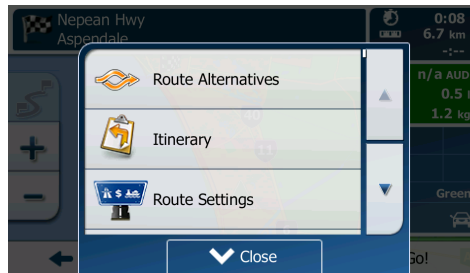 Nepean Hwy
Aspendale
0:08
6.7 km
-:--
n/a AUD
0.5
1.2 kg
Route Alternatives
Itinerary
Route Settings
Green
Close
Go!